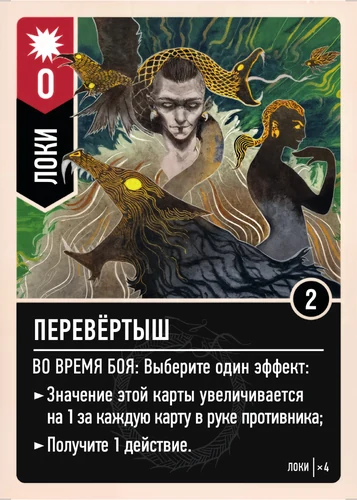 0
ЛОКИ
2
ПЕРЕВЁРТЫШ
ВО ВРЕМЯ БОЯ: Выберите один эффект:
➤ Значение этой карты увеличивается
на 1 за каждую карту в руке противника;
➤ Получите 1 действие.
ЛОКИ | ×4